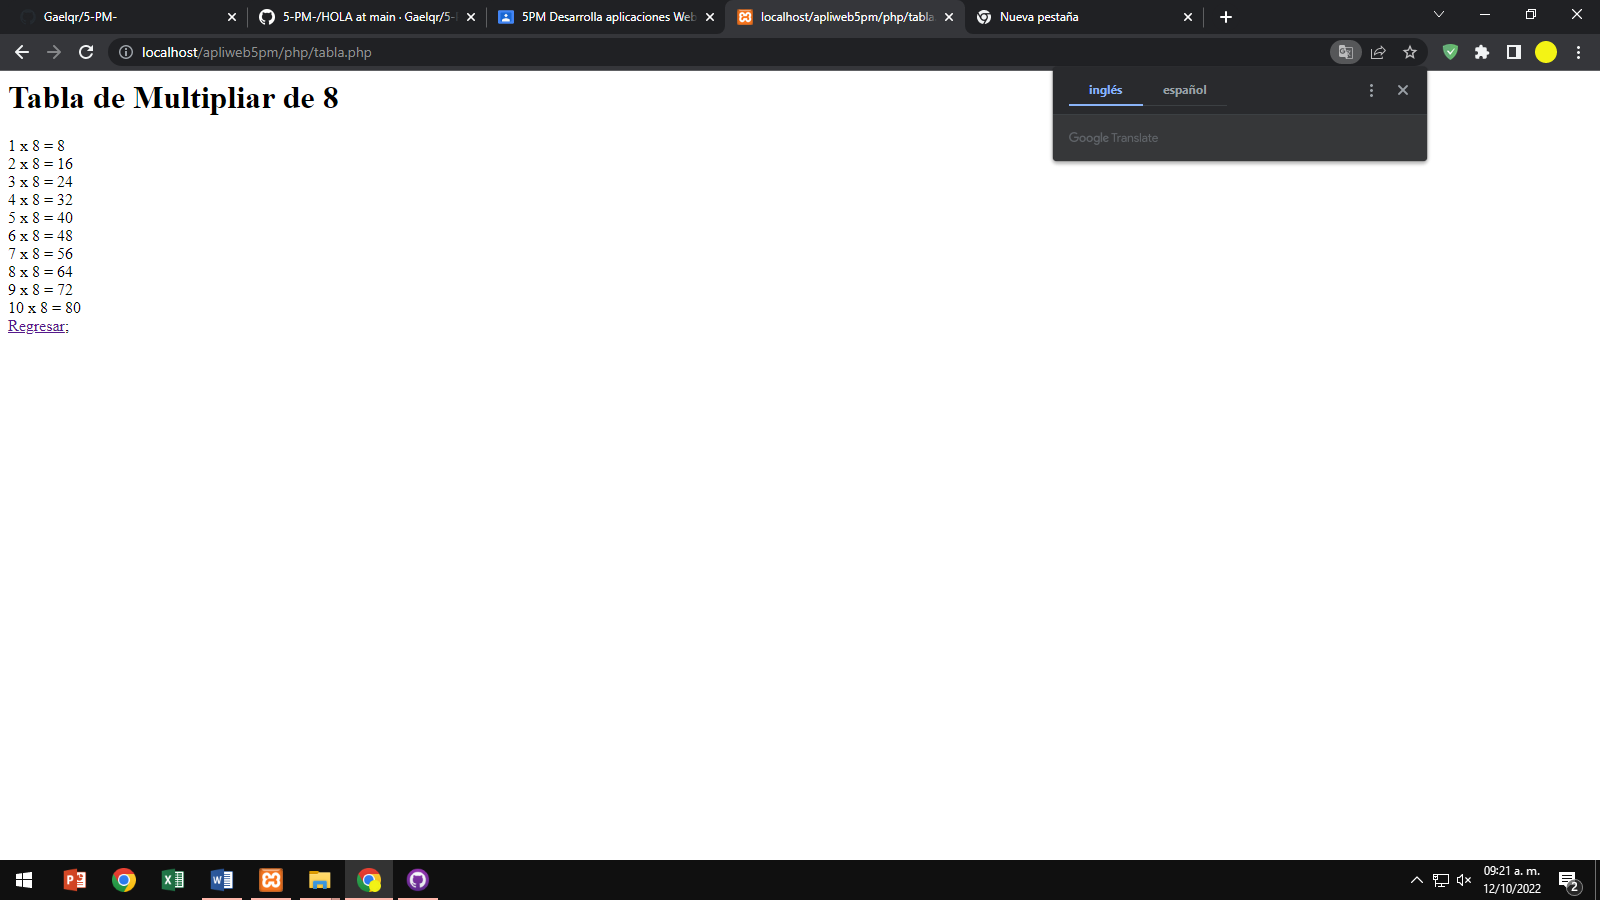 Gaelqr/5-PM-
5-PM-/HOLA at main · Gaelqr/5-
5PM Desarrolla aplicaciones Web
localhost/apliweb5pm/php/tabla
Nueva pestaña
localhost/apliweb5pm/php/tabla.php
inglés español
Google Translate
Tabla de Multipliar de 8
1 x 8 = 8
2 x 8 = 16
3 x 8 = 24
4 x 8 = 32
5 x 8 = 40
6 x 8 = 48
7 x 8 = 56
8 x 8 = 64
9 x 8 = 72
10 x 8 = 80
Regresar;
09:21 a. m.
12/10/2022
2